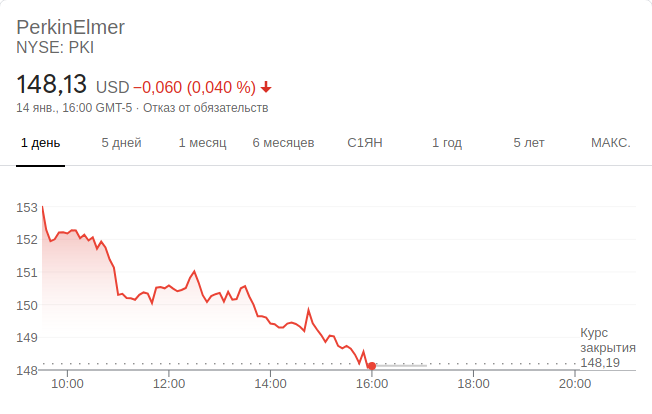 PerkinElmer
NYSE: PKI
148,13 USD −0,060 (0,040 %)
14 янв., 16:00 GMT-5 · Отказ от обязательств
1 день 5 дней 1 месяц 6 месяцев С1ЯН 1 год 5 лет МАКС.
153
152
151
150
149
148
Курс
закрытия
148,19
10:00 12:00 14:00 16:00 18:00 20:00